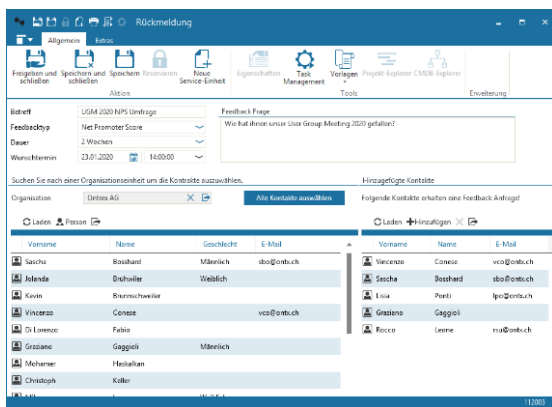 Rückmeldung
Allgemein Extras
Freigeben und schließen
Speichern und schließen
Speichern
Reservieren
Neue Service-Einheit
Eigenschaften
Task Management
Vorlagen
Projekt-Explorer
CMDB-Explorer
Aktion Tools Erweiterung
Betreff UGM 2020 NPS Umfrage
Feedbacktyp Net Promoter Score
Dauer 2 Wochen
Wunschtermin 23.01.2020 14:00:00
Feedback Frage
Wie hat ihnen unser User Group Meeting 2020 gefallen?
Suchen Sie nach einer Organisationseinheit um die Kontrakte auszuwählen.
Organisation Ontrex AG Alle Kontakte auswählen
Laden Person
Vorname Name Geschlecht E-Mail
Sascha Bosshard Männlich sbo@ontx.ch
Jolanda Brühwiler Weiblich
Kevin Brunnschweiler
Vincenzo Conese vco@ontx.ch
Di Lorenzo Fabio
Graziano Gaggioli Männlich
Mohamer Haskalkan
Christoph Keller
Hinzugefügte Kontakte
Folgende Kontakte erhalten eine Feedback Anfrage!
Laden Hinzufügen
Vorname Name E-Mail
Vincenzo Conese vco@ontx.ch
Sascha Bosshard sbo@ontx.ch
Lisa Ponti lpo@ontx.ch
Graziano Gaggioli
Rocco Leone rsu@ontx.ch
112003